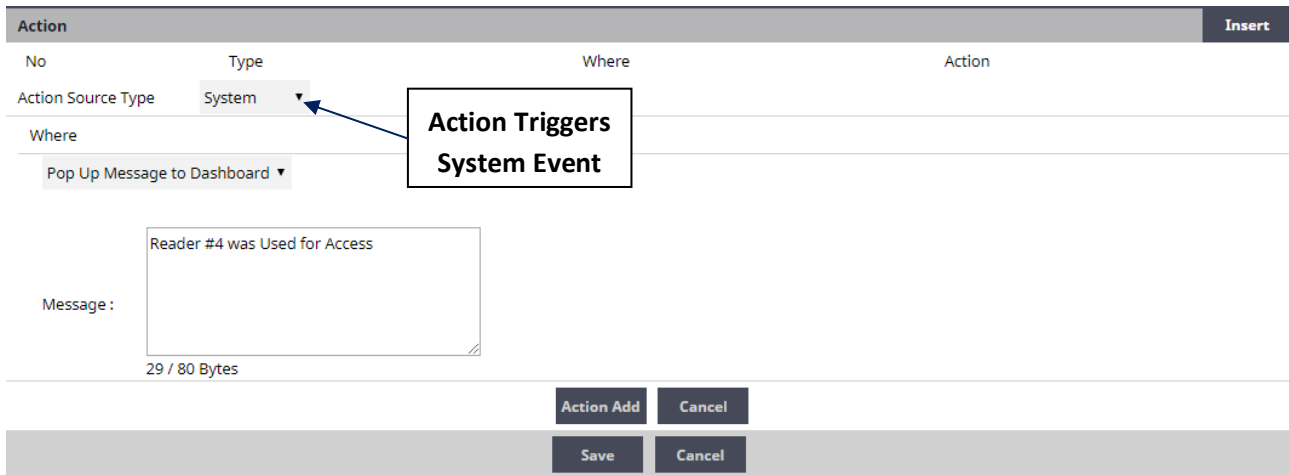 Action Insert
No Type Where Action
Action Source Type System
Action Triggers
System Event
Where
Pop Up Message to Dashboard
Reader #4 was Used for Access
Message :
29 / 80 Bytes
Action Add Cancel
Save Cancel